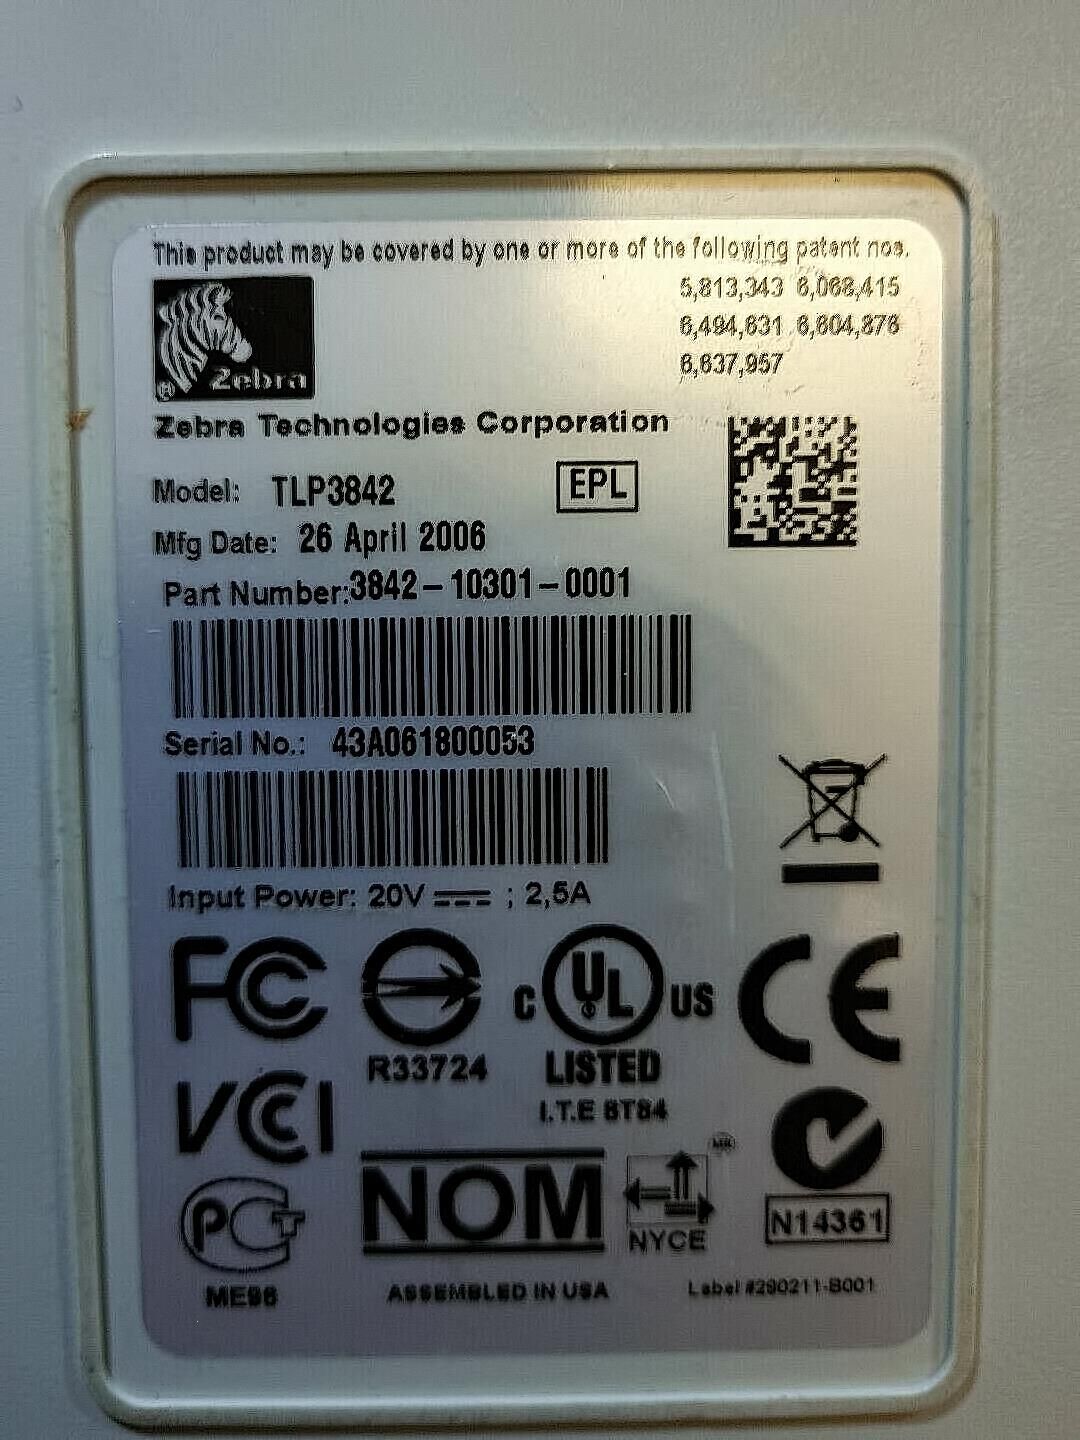 This product may be covered by one or more of the following patent nos.
5,813,343 6,068,415
6,494,631 6,604,876
6,637,957
® Zebra
Zebra Technologies Corporation
Model: TLP3842 EPL
Mfg Date: 26 April 2006
Part Number:3842-10301-0001
Serial No.: 43A061800053
Input Power: 20V ; 2,5A
FC
R33724
C UL US
LISTED
I.T.E 8T84
CE
VCCI
PCT
ME96
NOM
NYCE
N14361
ASSEMBLED IN USA
Label #290211-B001